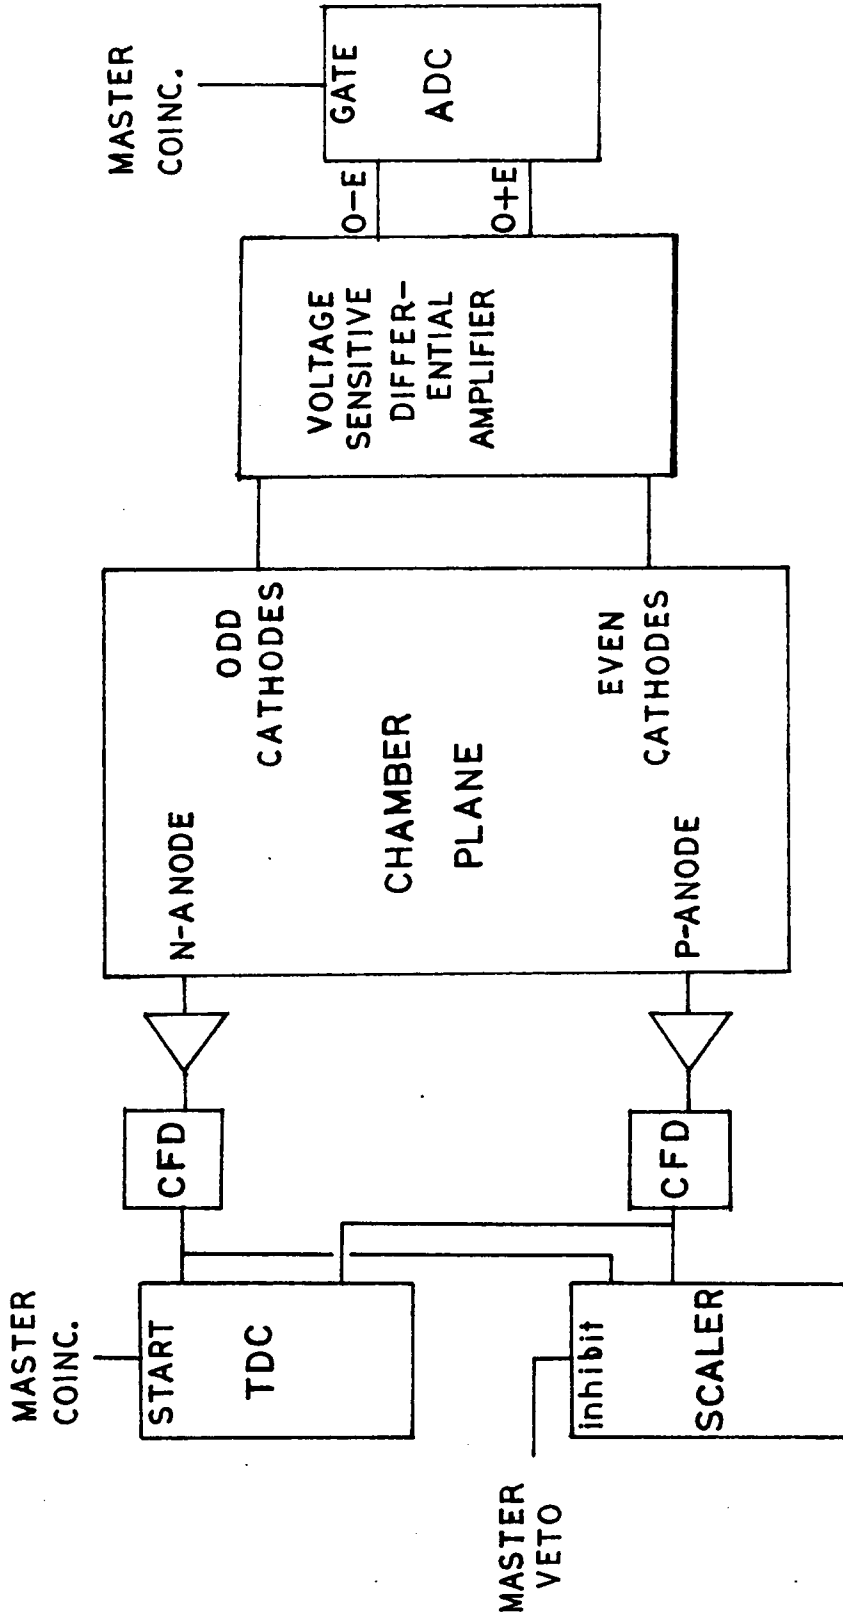 MASTER
COINC.
START
TDC
MASTER
VETO
inhibit
SCALER
CFD
CFD
N-ANODE
P-ANODE
CHAMBER
PLANE
ODD
CATHODES
EVEN
CATHODES
VOLTAGE
SENSITIVE
DIFFER-
ENTIAL
AMPLIFIER
O-E
O+E
MASTER
COINC.
GATE
ADC